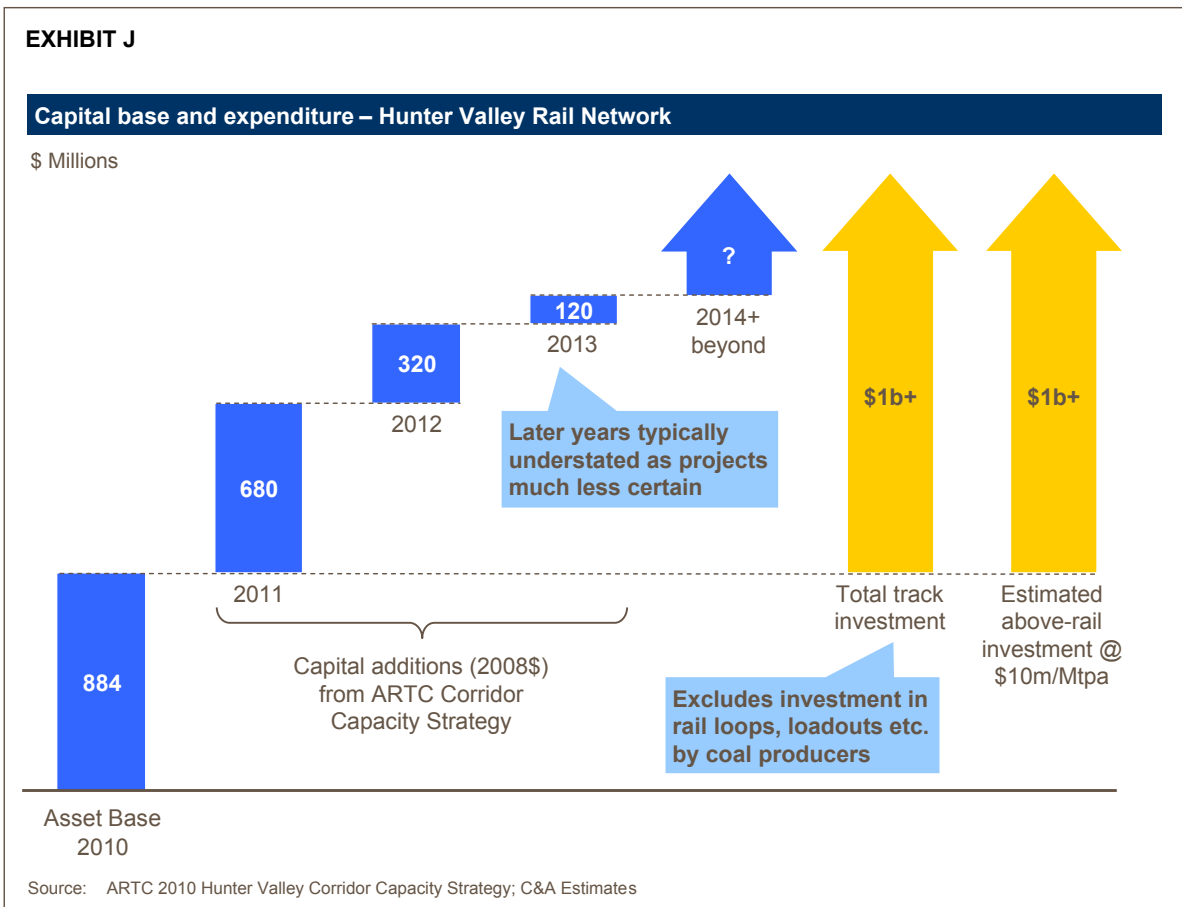 EXHIBIT J
Capital base and expenditure – Hunter Valley Rail Network
$ Millions
884
Asset Base
2010
680
2011
320
2012
120
2013
?
2014+
beyond
Capital additions (2008$)
from ARTC Corridor
Capacity Strategy
Later years typically
understated as projects
much less certain
$1b+
Total track
investment
Excludes investment in
rail loops, loadouts etc.
by coal producers
$1b+
Estimated
above-rail
investment @
$10m/Mtpa
Source: ARTC 2010 Hunter Valley Corridor Capacity Strategy; C&A Estimates